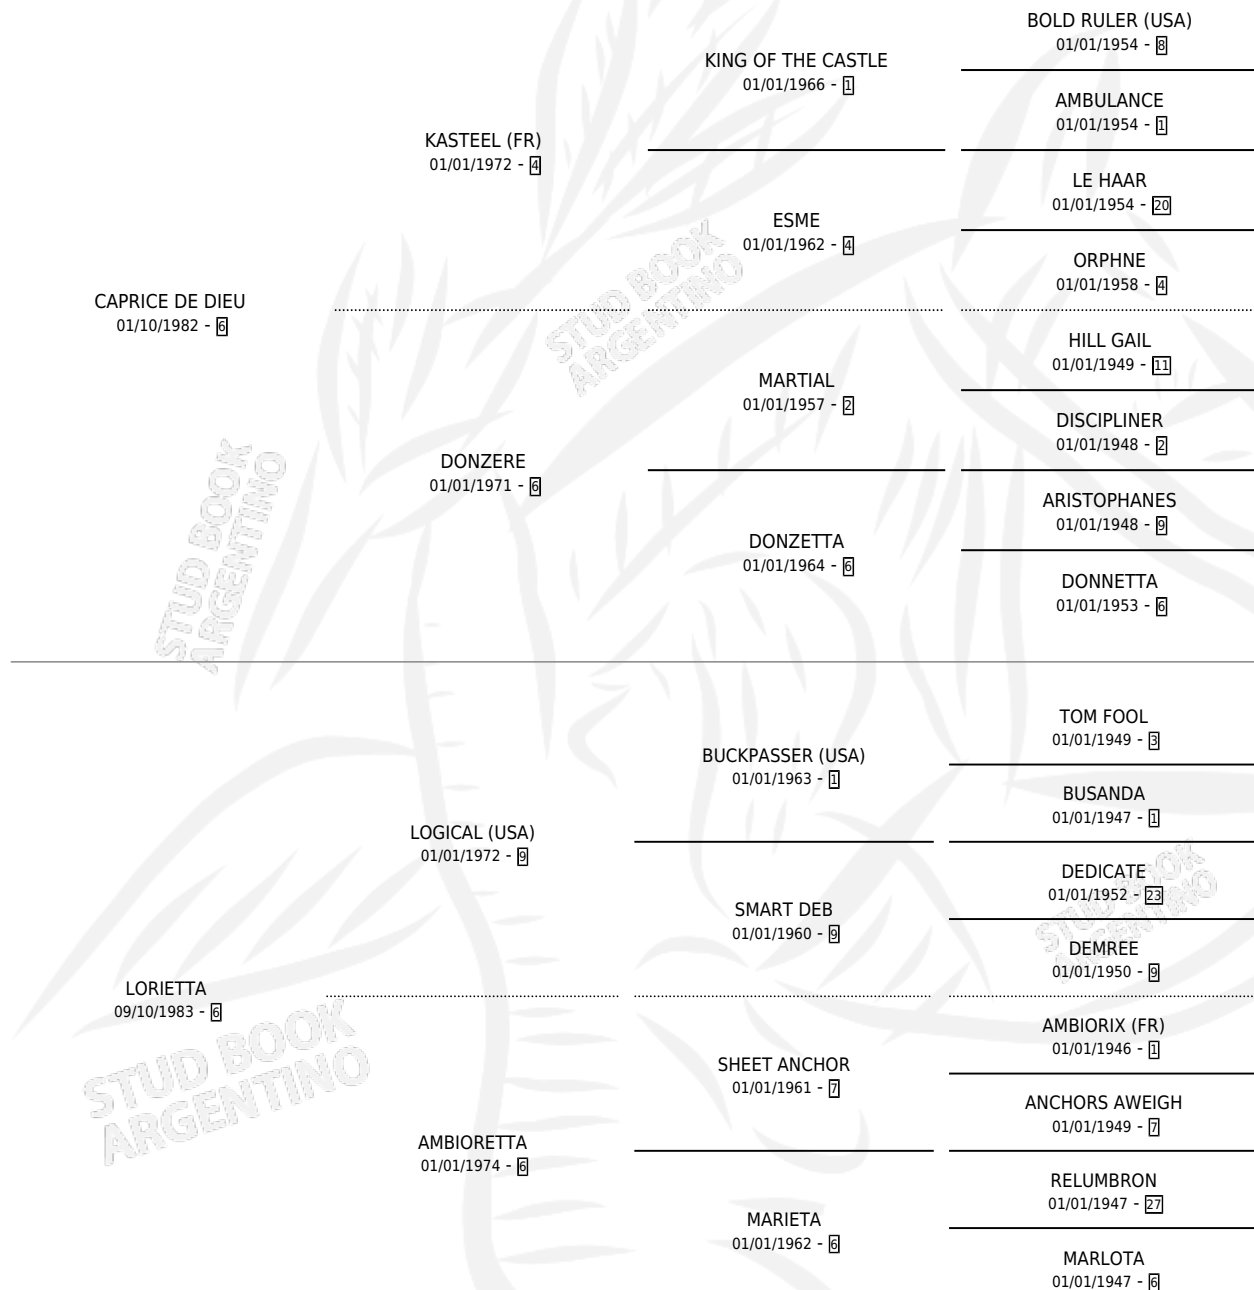 BOLD RULER (USA)
01/01/1954 - 8
KING OF THE CASTLE
01/01/1966 - 1
AMBULANCE
01/01/1954 - 1
KASTEEL (FR)
01/01/1972 - 4
LE HAAR
01/01/1954 - 20
ESME
01/01/1962 - 4
ORPHNE
01/01/1958 - 4
CAPRICE DE DIEU
01/10/1982 - 6
HILL GAIL
01/01/1949 - 11
MARTIAL
01/01/1957 - 2
DISCIPLINER
01/01/1948 - 2
DONZERE
01/01/1971 - 6
ARISTOPHANES
01/01/1948 - 9
DONZETTA
01/01/1964 - 6
DONNETTA
01/01/1953 - 6
TOM FOOL
01/01/1949 - 3
BUCKPASSER (USA)
01/01/1963 - 1
BUSANDA
01/01/1947 - 1
LOGICAL (USA)
01/01/1972 - 9
DEDICATE
01/01/1952 - 23
SMART DEB
01/01/1960 - 9
DEMREE
01/01/1950 - 9
LORIETTA
09/10/1983 - 6
AMBIORIX (FR)
01/01/1946 - 1
SHEET ANCHOR
01/01/1961 - 7
ANCHORS AWEIGH
01/01/1949 - 7
AMBIORETTA
01/01/1974 - 6
RELUMBRON
01/01/1947 - 27
MARIETA
01/01/1962 - 6
MARLOTA
01/01/1947 - 6
STUD BOOK
ARGENTINO
STUD BOOK
ARGENTINO
STUD BOOK
ARGENTINO
STUD BOOK
ARGENTINO